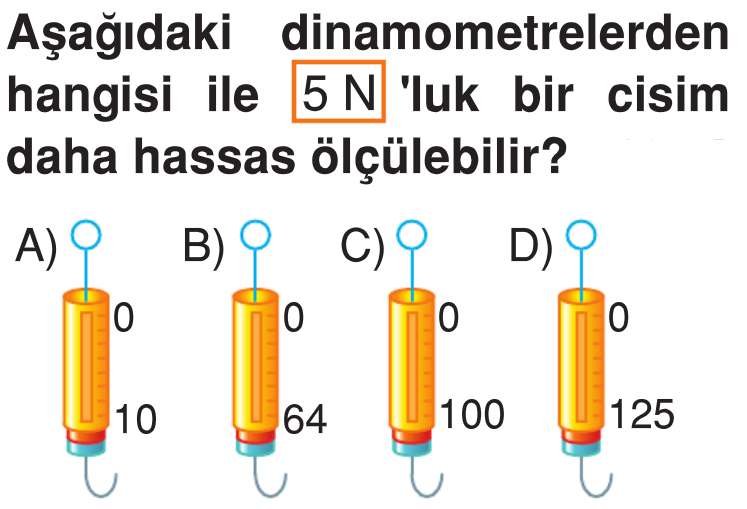 Aşağıdaki dinamometrelerden
hangisi ile 5 N 'luk bir cisim
daha hassas ölçülebilir?
A) B) C) D)
0 0 0 0
10 64 100 125